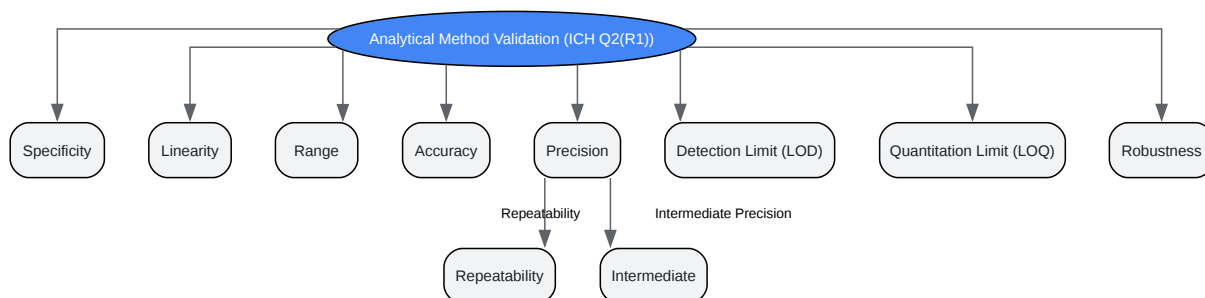 Analytical Method Validation (ICH Q2(R1))
Specificity
Linearity
Range
Accuracy
Precision
Detection Limit (LOD)
Quantitation Limit (LOQ)
Robustness
Repeatability
Intermediate Precision
Repeatability
Intermediate